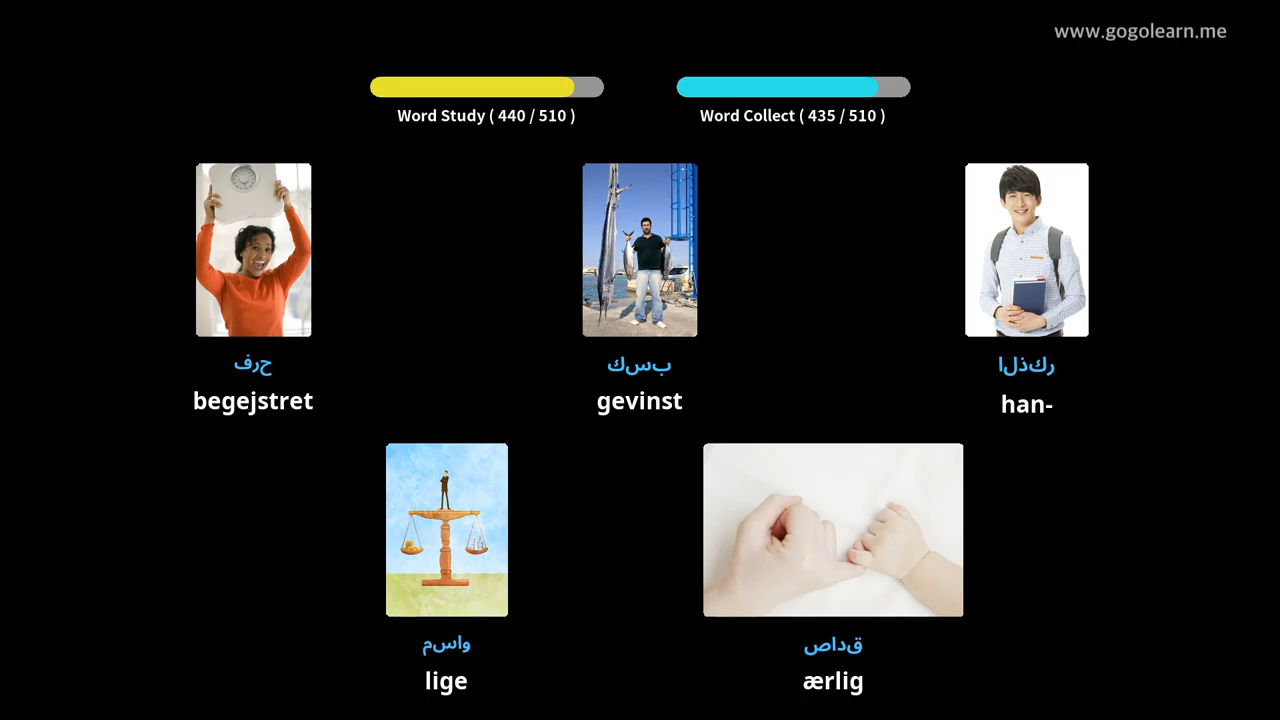 www.gogolearn.me
Word Study ( 440 / 510 )
Word Collect ( 435 / 510 )
حرف
begejstret
بسك
gevinst
ركذلا
han-
واسم
lige
قداص
ærlig